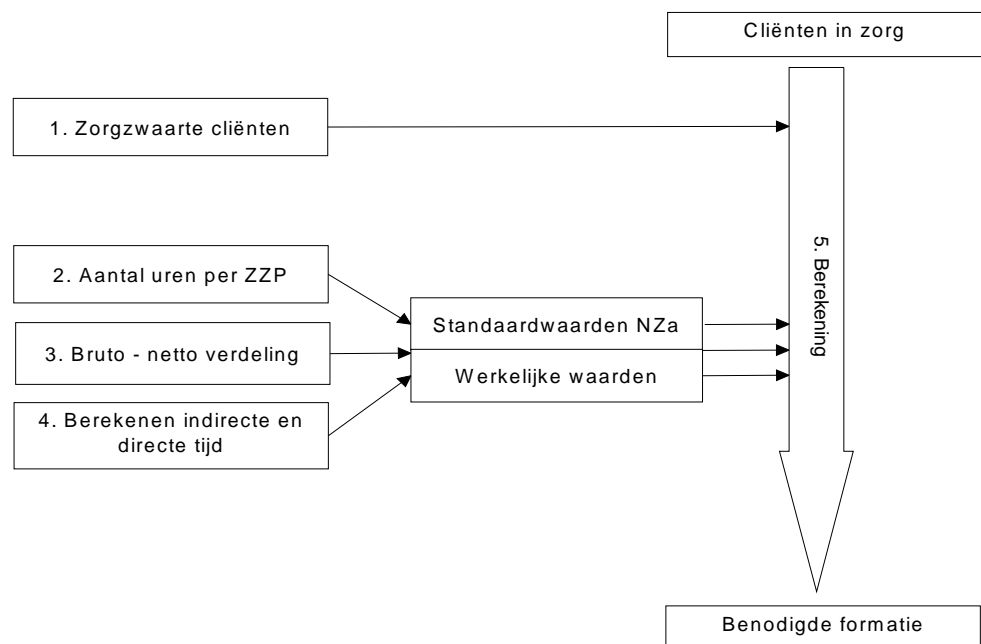 Cliënten in zorg
1. Zorgzwaarte cliënten
2. Aantal uren per ZZP
3. Bruto - netto verdeling
4. Berekenen indirecte en
directe tijd
Standaardwaarden NZa
Werkelijke waarden
5. Berekening
Benodigde formatie